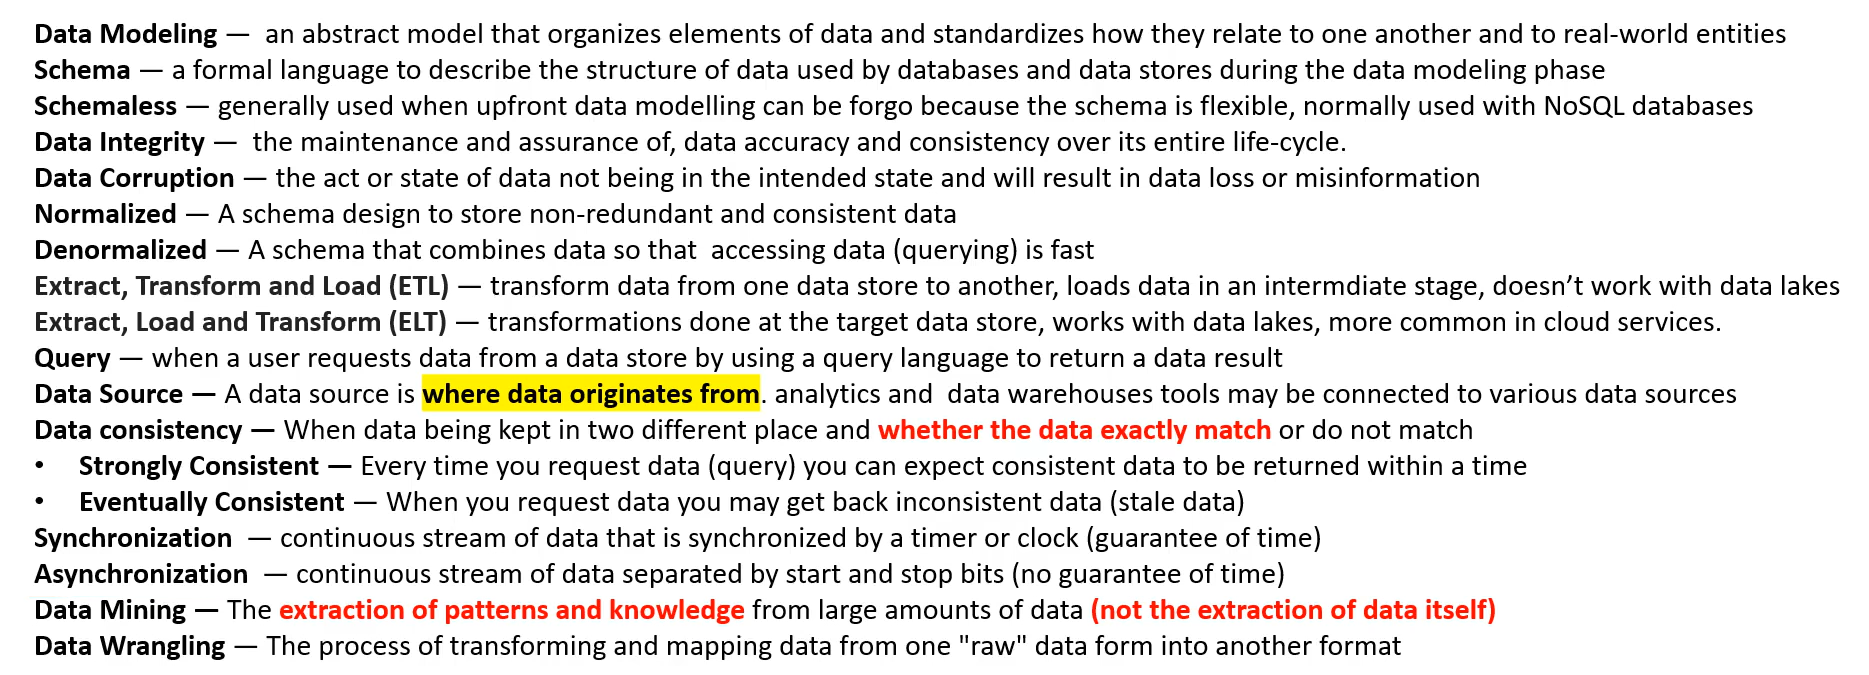 Data Modeling —  an abstract model that organizes elements of data and standardizes how they relate to one another and to real-world entities
Schema — a formal language to describe the structure of data used by databases and data stores during the data modeling phase
Schemaless — generally used when upfront data modelling can be forgo because the schema is flexible, normally used with NoSQL databases
Data Integrity —  the maintenance and assurance of, data accuracy and consistency over its entire life-cycle.
Data Corruption — the act or state of data not being in the intended state and will result in data loss or misinformation
Normalized — A schema design to store non-redundant and consistent data
Denormalized — A schema that combines data so that  accessing data (querying) is fast
Extract, Transform and Load (ETL) — transform data from one data store to another, loads data in an intermdiate stage, doesn’t work with data lakes
Extract, Load and Transform (ELT) — transformations done at the target data store, works with data lakes, more common in cloud services.
Query — when a user requests data from a data store by using a query language to return a data result
Data Source — A data source is where data originates from. analytics and  data warehouses tools may be connected to various data sources
Data consistency — When data being kept in two different place and whether the data exactly match or do not match
• Strongly Consistent — Every time you request data (query) you can expect consistent data to be returned within a time
• Eventually Consistent — When you request data you may get back inconsistent data (stale data)
Synchronization  — continuous stream of data that is synchronized by a timer or clock (guarantee of time)
Asynchronization  — continuous stream of data separated by start and stop bits (no guarantee of time)
Data Mining — The extraction of patterns and knowledge from large amounts of data (not the extraction of data itself)
Data Wrangling — The process of transforming and mapping data from one "raw" data form into another format